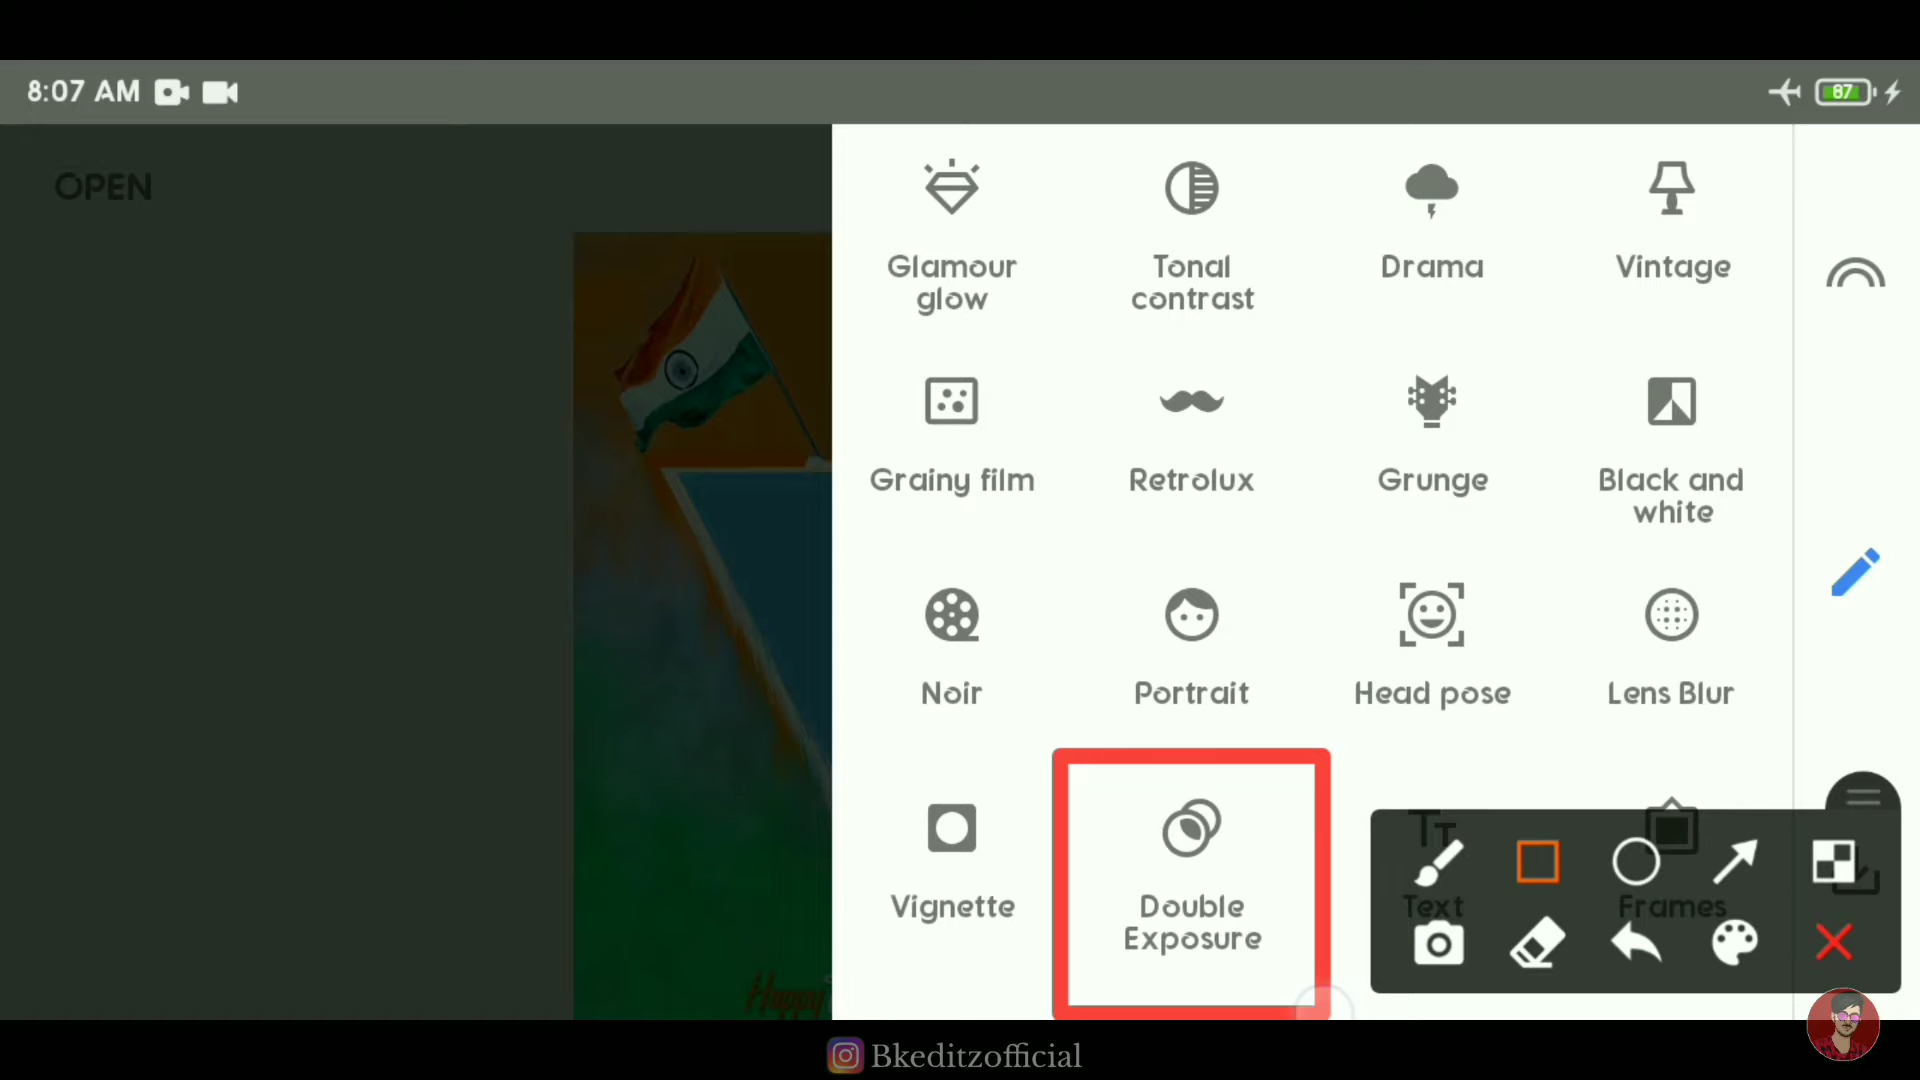 8:07 AM
87
OPEN
Glamour glow
Tonal contrast
Drama
Vintage
Grainy film
Retrolux
Grunge
Black and white
Noir
Portrait
Head pose
Lens Blur
Vignette
Double Exposure
Text
Frames
Happy
Bkeditzofficial